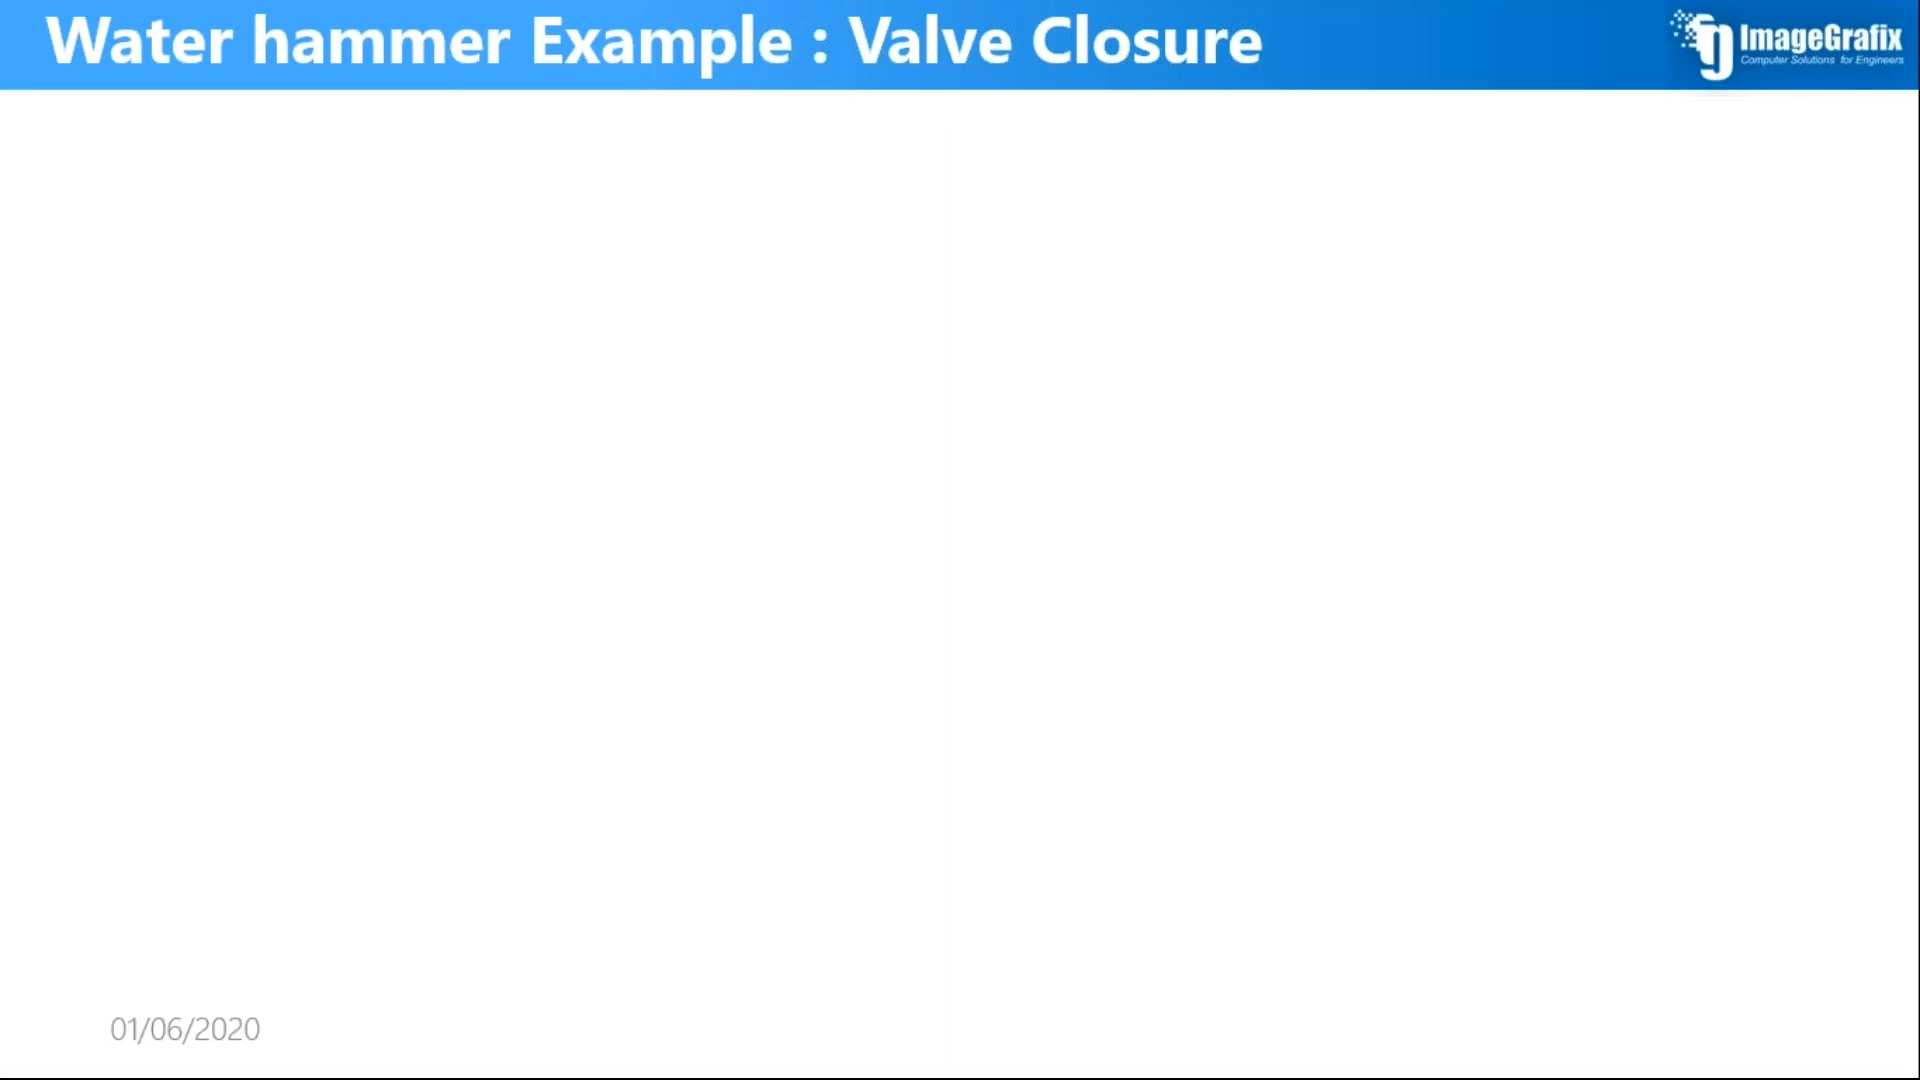 Water hammer Example : Valve Closure
ImageGrafix
Computer Solutions for Engineers
01/06/2020